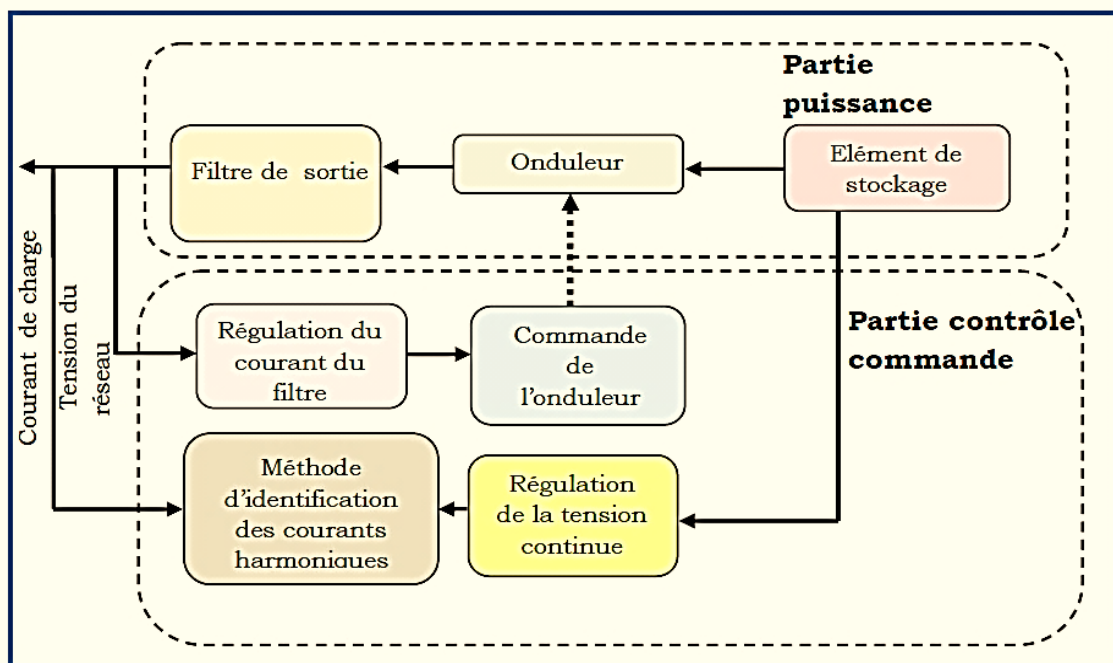 Partie
puissance
Filtre de sortie
Onduleur
Elément de
stockage
Courant de charge
Tension du
réseau
Régulation du
courant du
filtre
Commande
de
l'onduleur
Partie contrôle
commande
Méthode
d'identification
des courants
harmoniques
Régulation
de la tension
continue